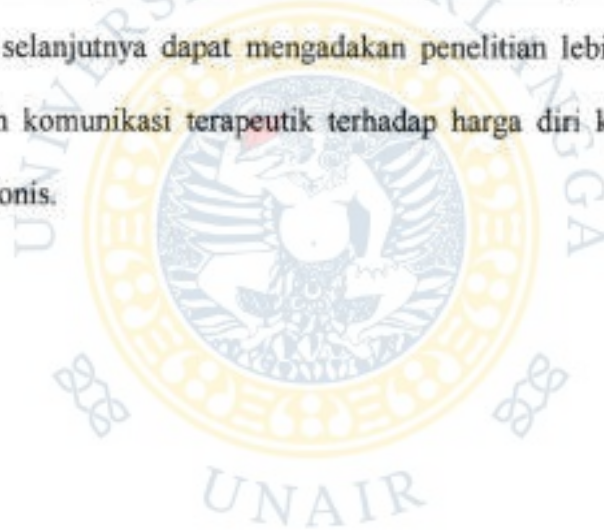 selanjutnya dapat mengadakan penelitian lebi
komunikasi terapeutik terhadap harga diri k
onis.
UNAIR